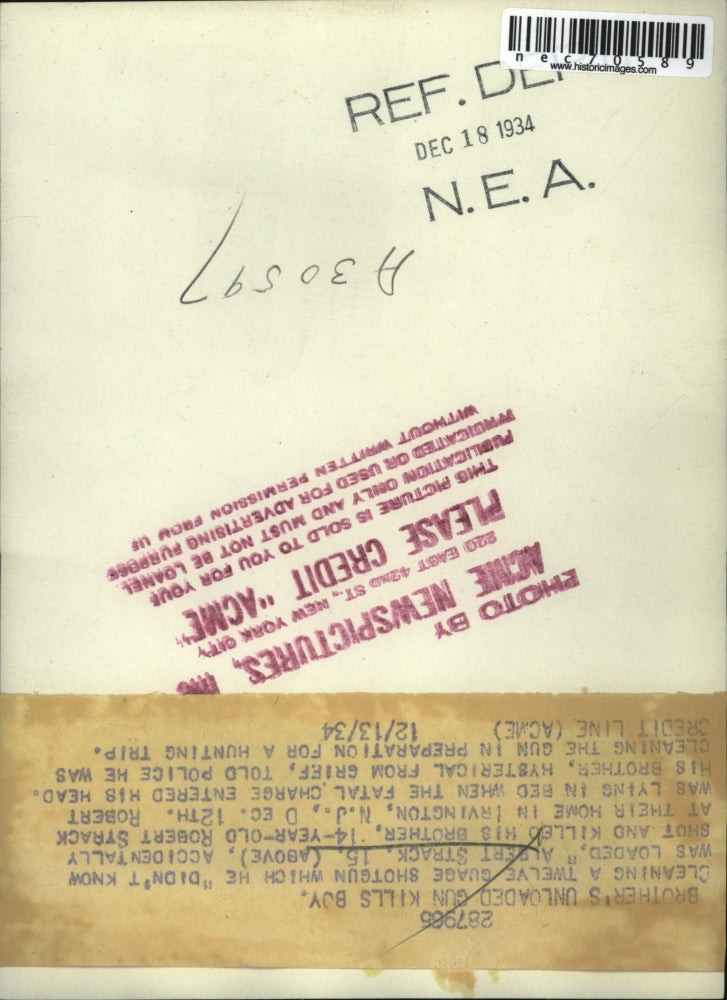 nec70589
www.historicimages.com
REF. DEP
DEC 18 1934
N.E.A.
A30597
PHOTO BY
ACME NEWSPICTURES, INC
220 EAST 42ND ST., NEW YORK CITY
PLEASE CREDIT "ACME"
THIS PICTURE IS SOLD TO YOU FOR YOUR
PUBLICATION ONLY AND MUST NOT BE LOANED
SYNDICATED OR USED FOR ADVERTISING PURPOSES
WITHOUT WRITTEN PERMISSION FROM US
287965
BROTHER'S UNLOADED GUN KILLS BOY.
CLEANING A TWELVE GUAGE SHOTGUN WHICH HE "DIDN'T KNOW
WAS LOADED," ALBERT STRACK, 15, (ABOVE), ACCIDENTALLY
SHOT AND KILLED HIS BROTHER, 14-YEAR-OLD ROBERT STRACK
AT THEIR HOME IN IRVINGTON, N.J., D EC. 12TH. ROBERT
WAS LYING IN BED WHEN THE FATAL CHARGE ENTERED HIS HEAD.
HIS BROTHER, HYSTERICAL FROM GRIEF, TOLD POLICE HE WAS
CLEANING THE GUN IN PREPARATION FOR A HUNTING TRIP.
CREDIT LINE (ACME) 12/13/34